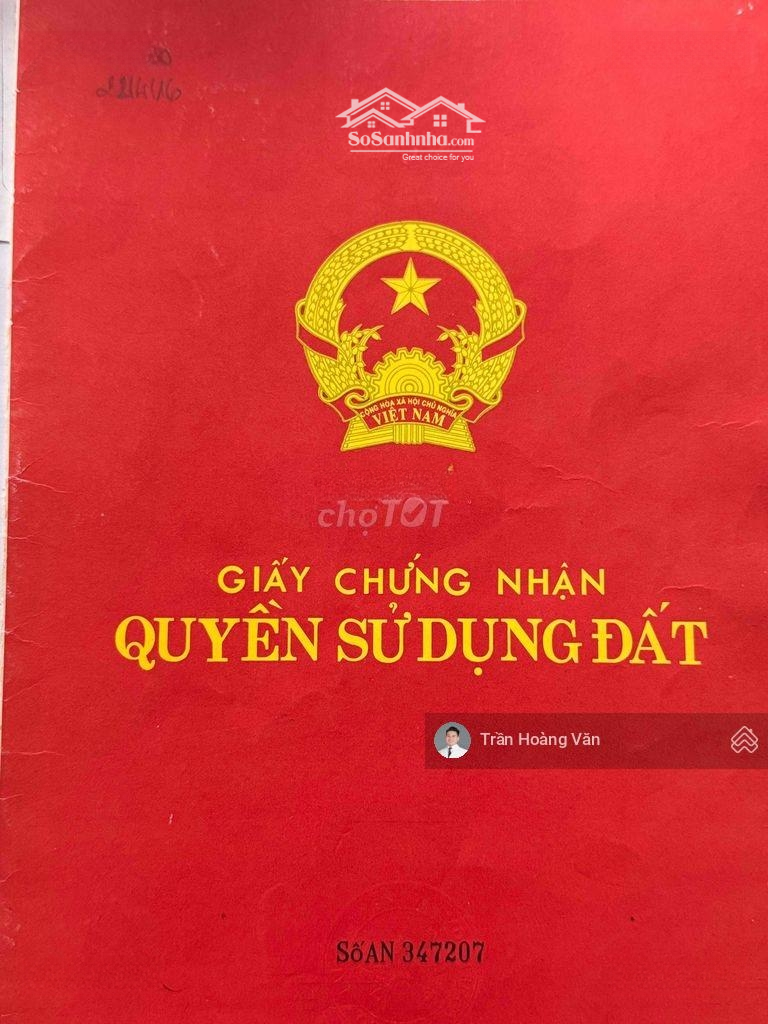 SoSanhnha.com
Great choice for you
CỘNG HÒA XÃ HỘI CHỦ NGHĨA
VIỆT NAM
chợTỐT
GIẤY CHỨNG NHẬN
QUYỀN SỬ DỤNG ĐẤT
Trần Hoàng Văn
Số AN 347207